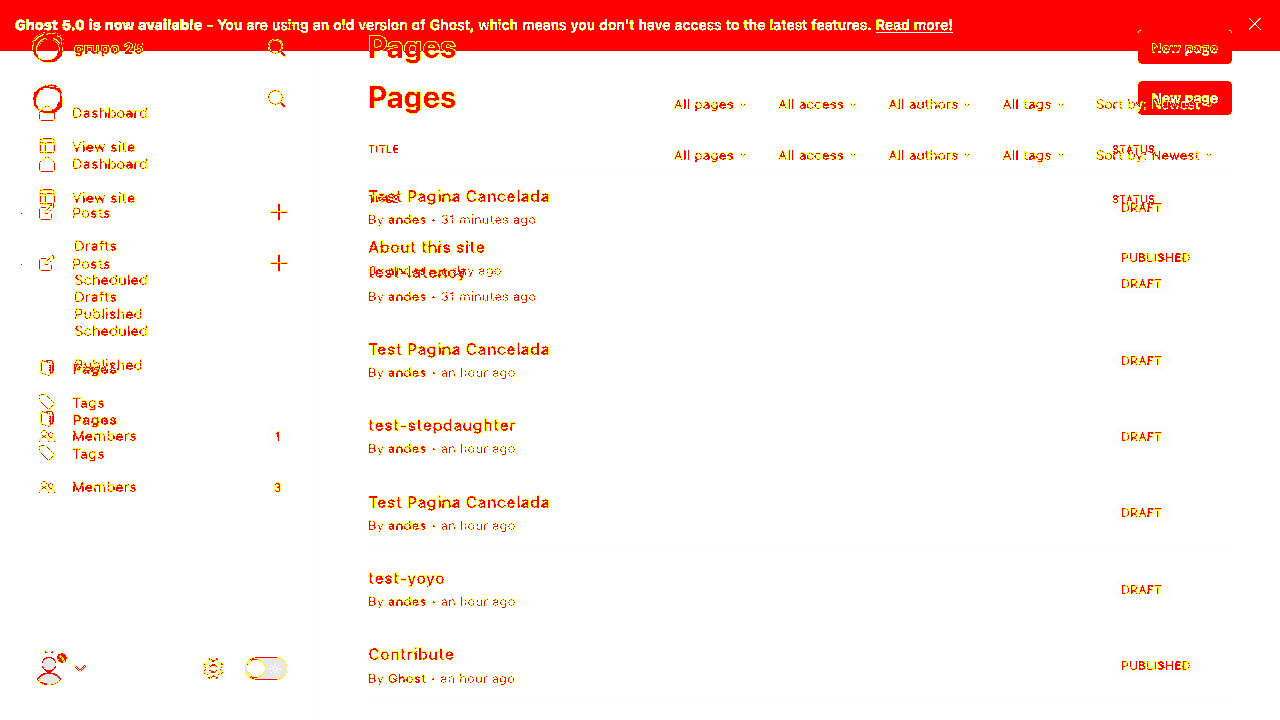 Ghost 5.0 is now available – You are using an old version of Ghost, which means you don't have access to the latest features. Read more!
grupo 25
Pages
New page
Pages
New page
All pages
All access
All authors
All tags
Sort by: Newest
Dashboard
View site
Dashboard
View site
TITLE
STATUS
All pages
All access
All authors
All tags
Sort by: Newest
STATUS
Posts
Drafts
Posts
Scheduled
Drafts
Published
Scheduled
Published
Pages
Tags
Pages
Members 1
Tags
Members 3
Test Pagina Cancelada
By andes • 31 minutes ago
DRAFT
About this site
PUBLISHED
day ago
test-latency
By andes • 31 minutes ago
DRAFT
Test Pagina Cancelada
By andes • an hour ago
DRAFT
test-stepdaughter
By andes • an hour ago
DRAFT
Test Pagina Cancelada
By andes • an hour ago
DRAFT
test-yoyo
By andes • an hour ago
DRAFT
Contribute
By Ghost • an hour ago
PUBLISHED